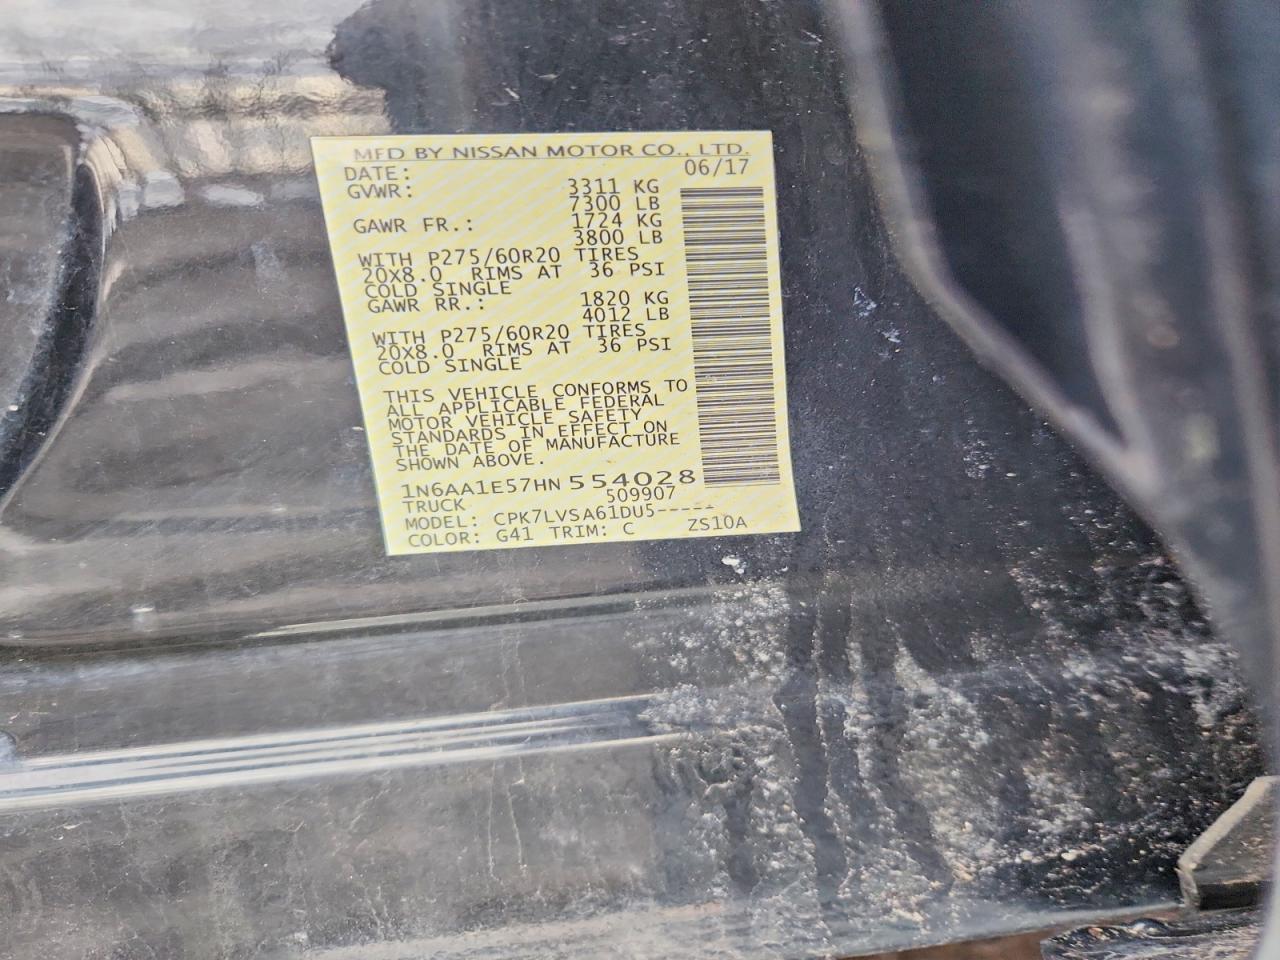 MFD BY NISSAN MOTOR CO., LTD.
DATE: 06/17
GVWR: 3311 KG
7300 LB
GAWR FR.: 1724 KG
3800 LB
WITH P275/60R20 TIRES
20X8.0 RIMS AT 36 PSI
COLD SINGLE
GAWR RR.: 1820 KG
4012 LB
WITH P275/60R20 TIRES
20X8.0 RIMS AT 36 PSI
COLD SINGLE
THIS VEHICLE CONFORMS TO
ALL APPLICABLE FEDERAL
MOTOR VEHICLE SAFETY
STANDARDS IN EFFECT ON
THE DATE OF MANUFACTURE
SHOWN ABOVE.
1N6AA1E57HN554028
TRUCK 509907
MODEL: CPK7LVSA61DU5-----
COLOR: G41 TRIM: C ZS10A